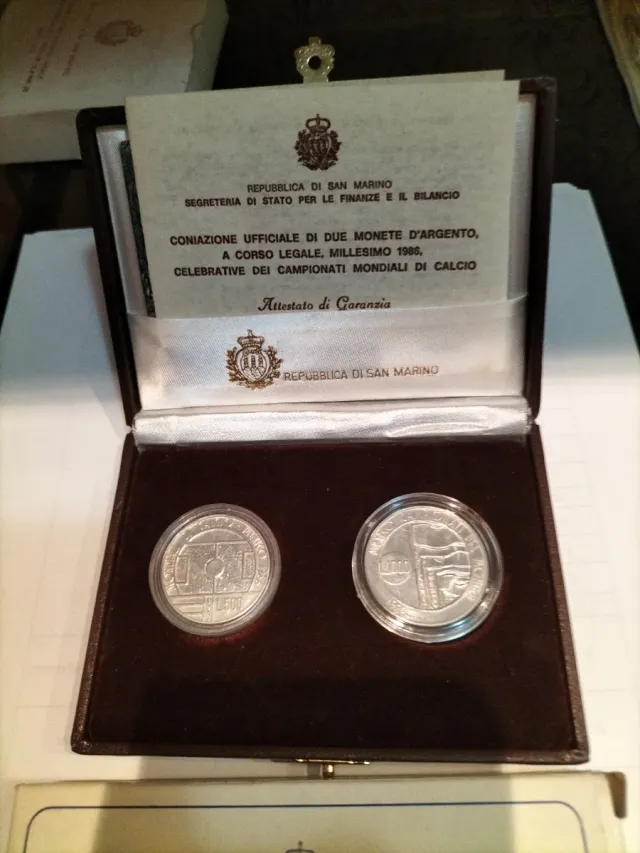 REPUBBLICA DI SAN MARINO
SEGRETERIA DI STATO PER LE FINANZE E IL BILANCIO
CONIAZIONE UFFICIALE DI DUE MONETE D'ARGENTO,
A CORSO LEGALE, MILLESIMO 1986,
CELEBRATIVE DEI CAMPIONATI MONDIALI DI CALCIO
Attestato di Garanzia
REPUBBLICA DI SAN MARINO
L.500